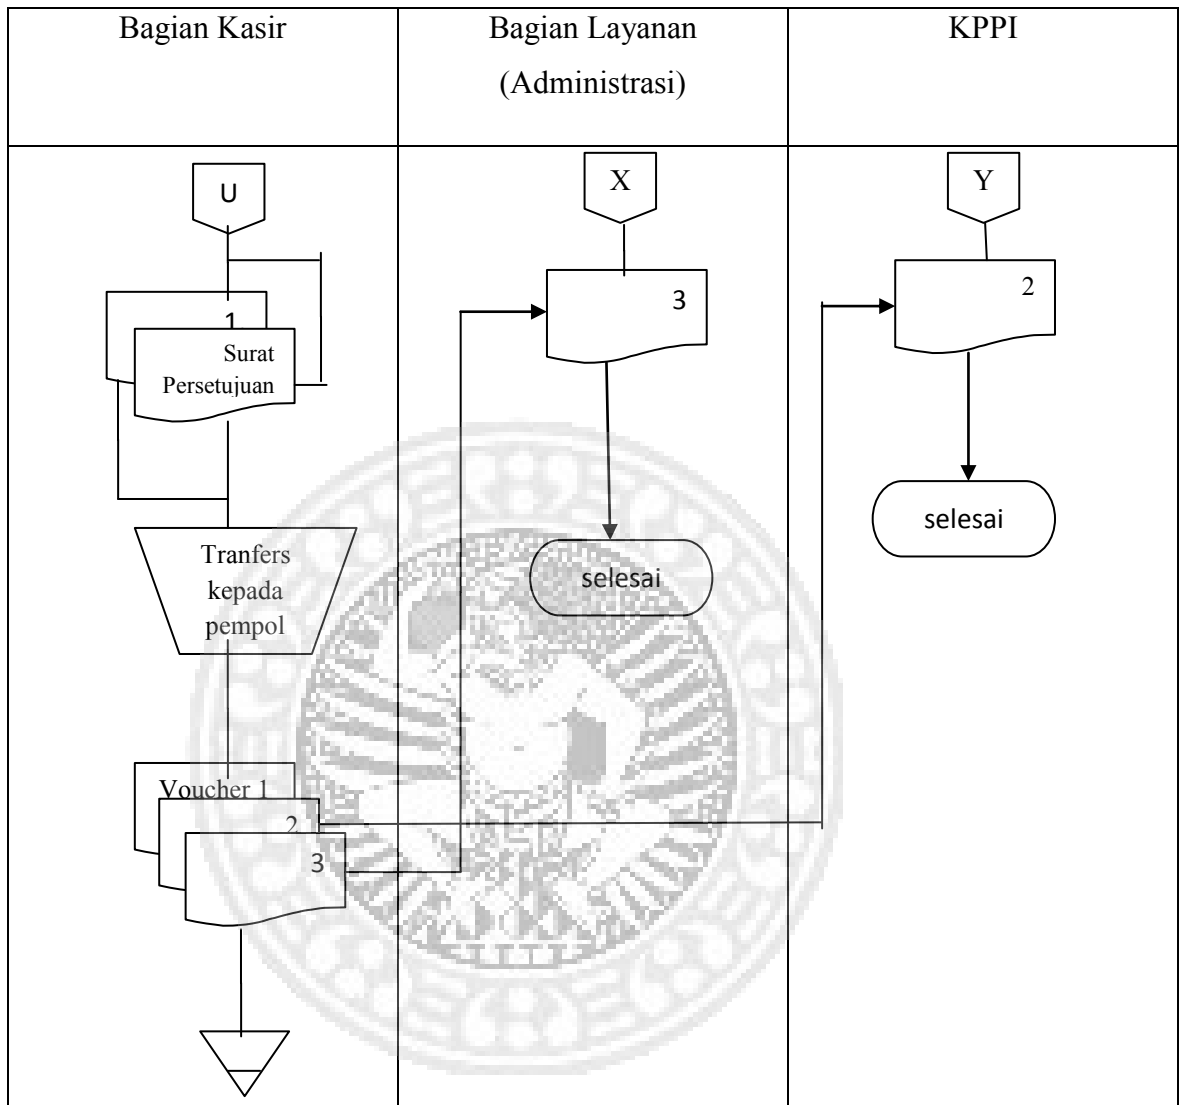 Bagian Kasir
Bagian Layanan
(Administrasi)
KPPI
U
1
Surat
Persetujuan
Tranfers
kepada
pempol
Voucher 1
2
3
X
3
selesai
Y
2
selesai